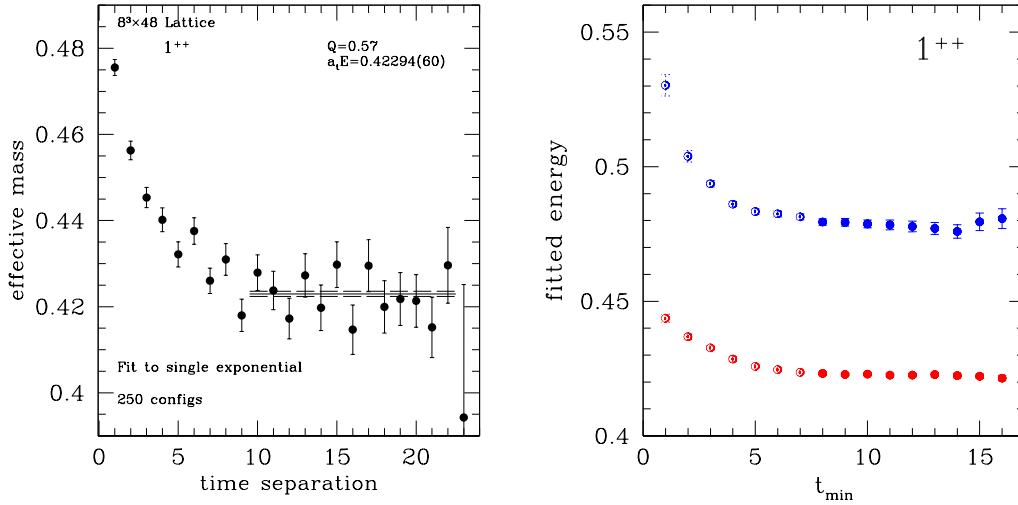 8³×48 Lattice
1⁺⁺
Q=0.57
aₜE=0.42294(60)
0.48
0.46
0.44
0.42
0.4
effective mass
Fit to single exponential
250 configs
0 5 10 15 20
time separation
1⁺⁺
0.55
0.5
0.45
0.4
fitted energy
0 5 10 15
t_min